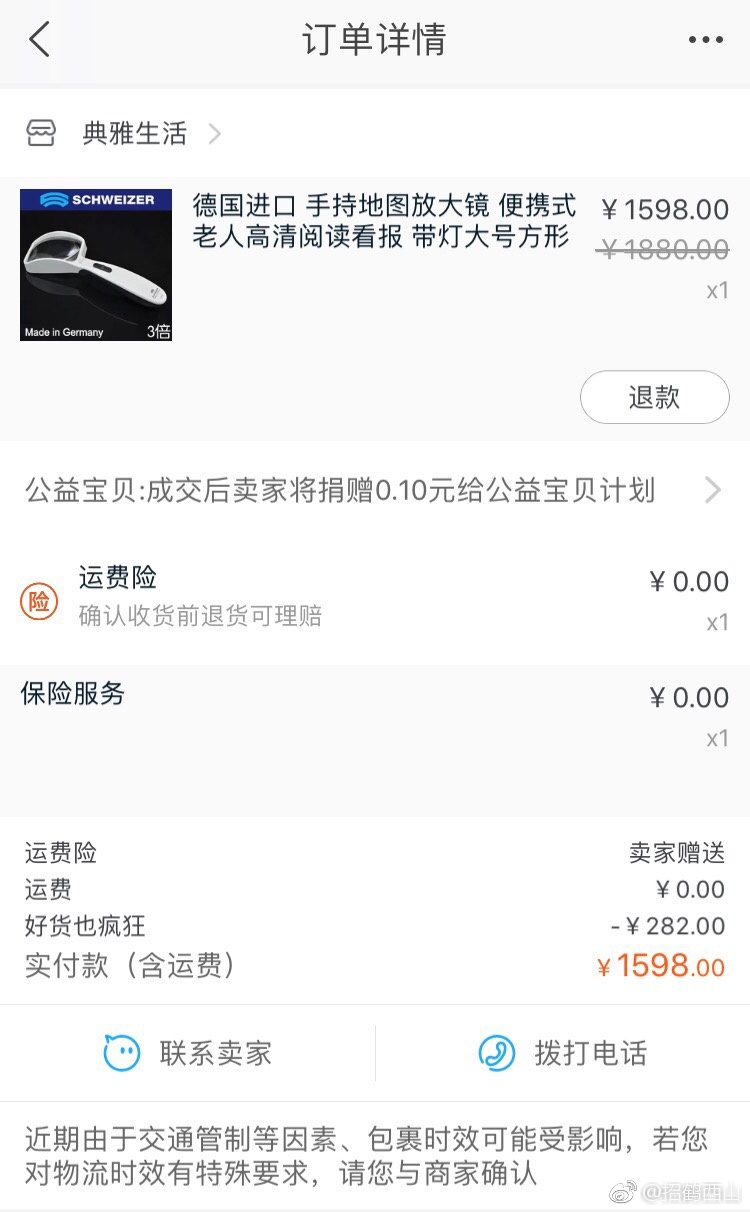 订单详情
典雅生活
SCHWEIZER
Made in Germany
3倍
德国进口 手持地图放大镜 便携式
老人高清阅读看报 带灯大号方形
¥1598.00
¥1880.00
x1
退款
公益宝贝:成交后卖家将捐赠0.10元给公益宝贝计划
险
运费险
¥0.00
确认收货前退货可理赔
x1
保险服务
¥0.00
x1
运费险 卖家赠送
运费 ¥0.00
好货也疯狂 -¥282.00
实付款（含运费） ¥1598.00
联系卖家 拨打电话
近期由于交通管制等因素、包裹时效可能受影响，若您
对物流时效有特殊要求，请您与商家确认
@招鹤西山